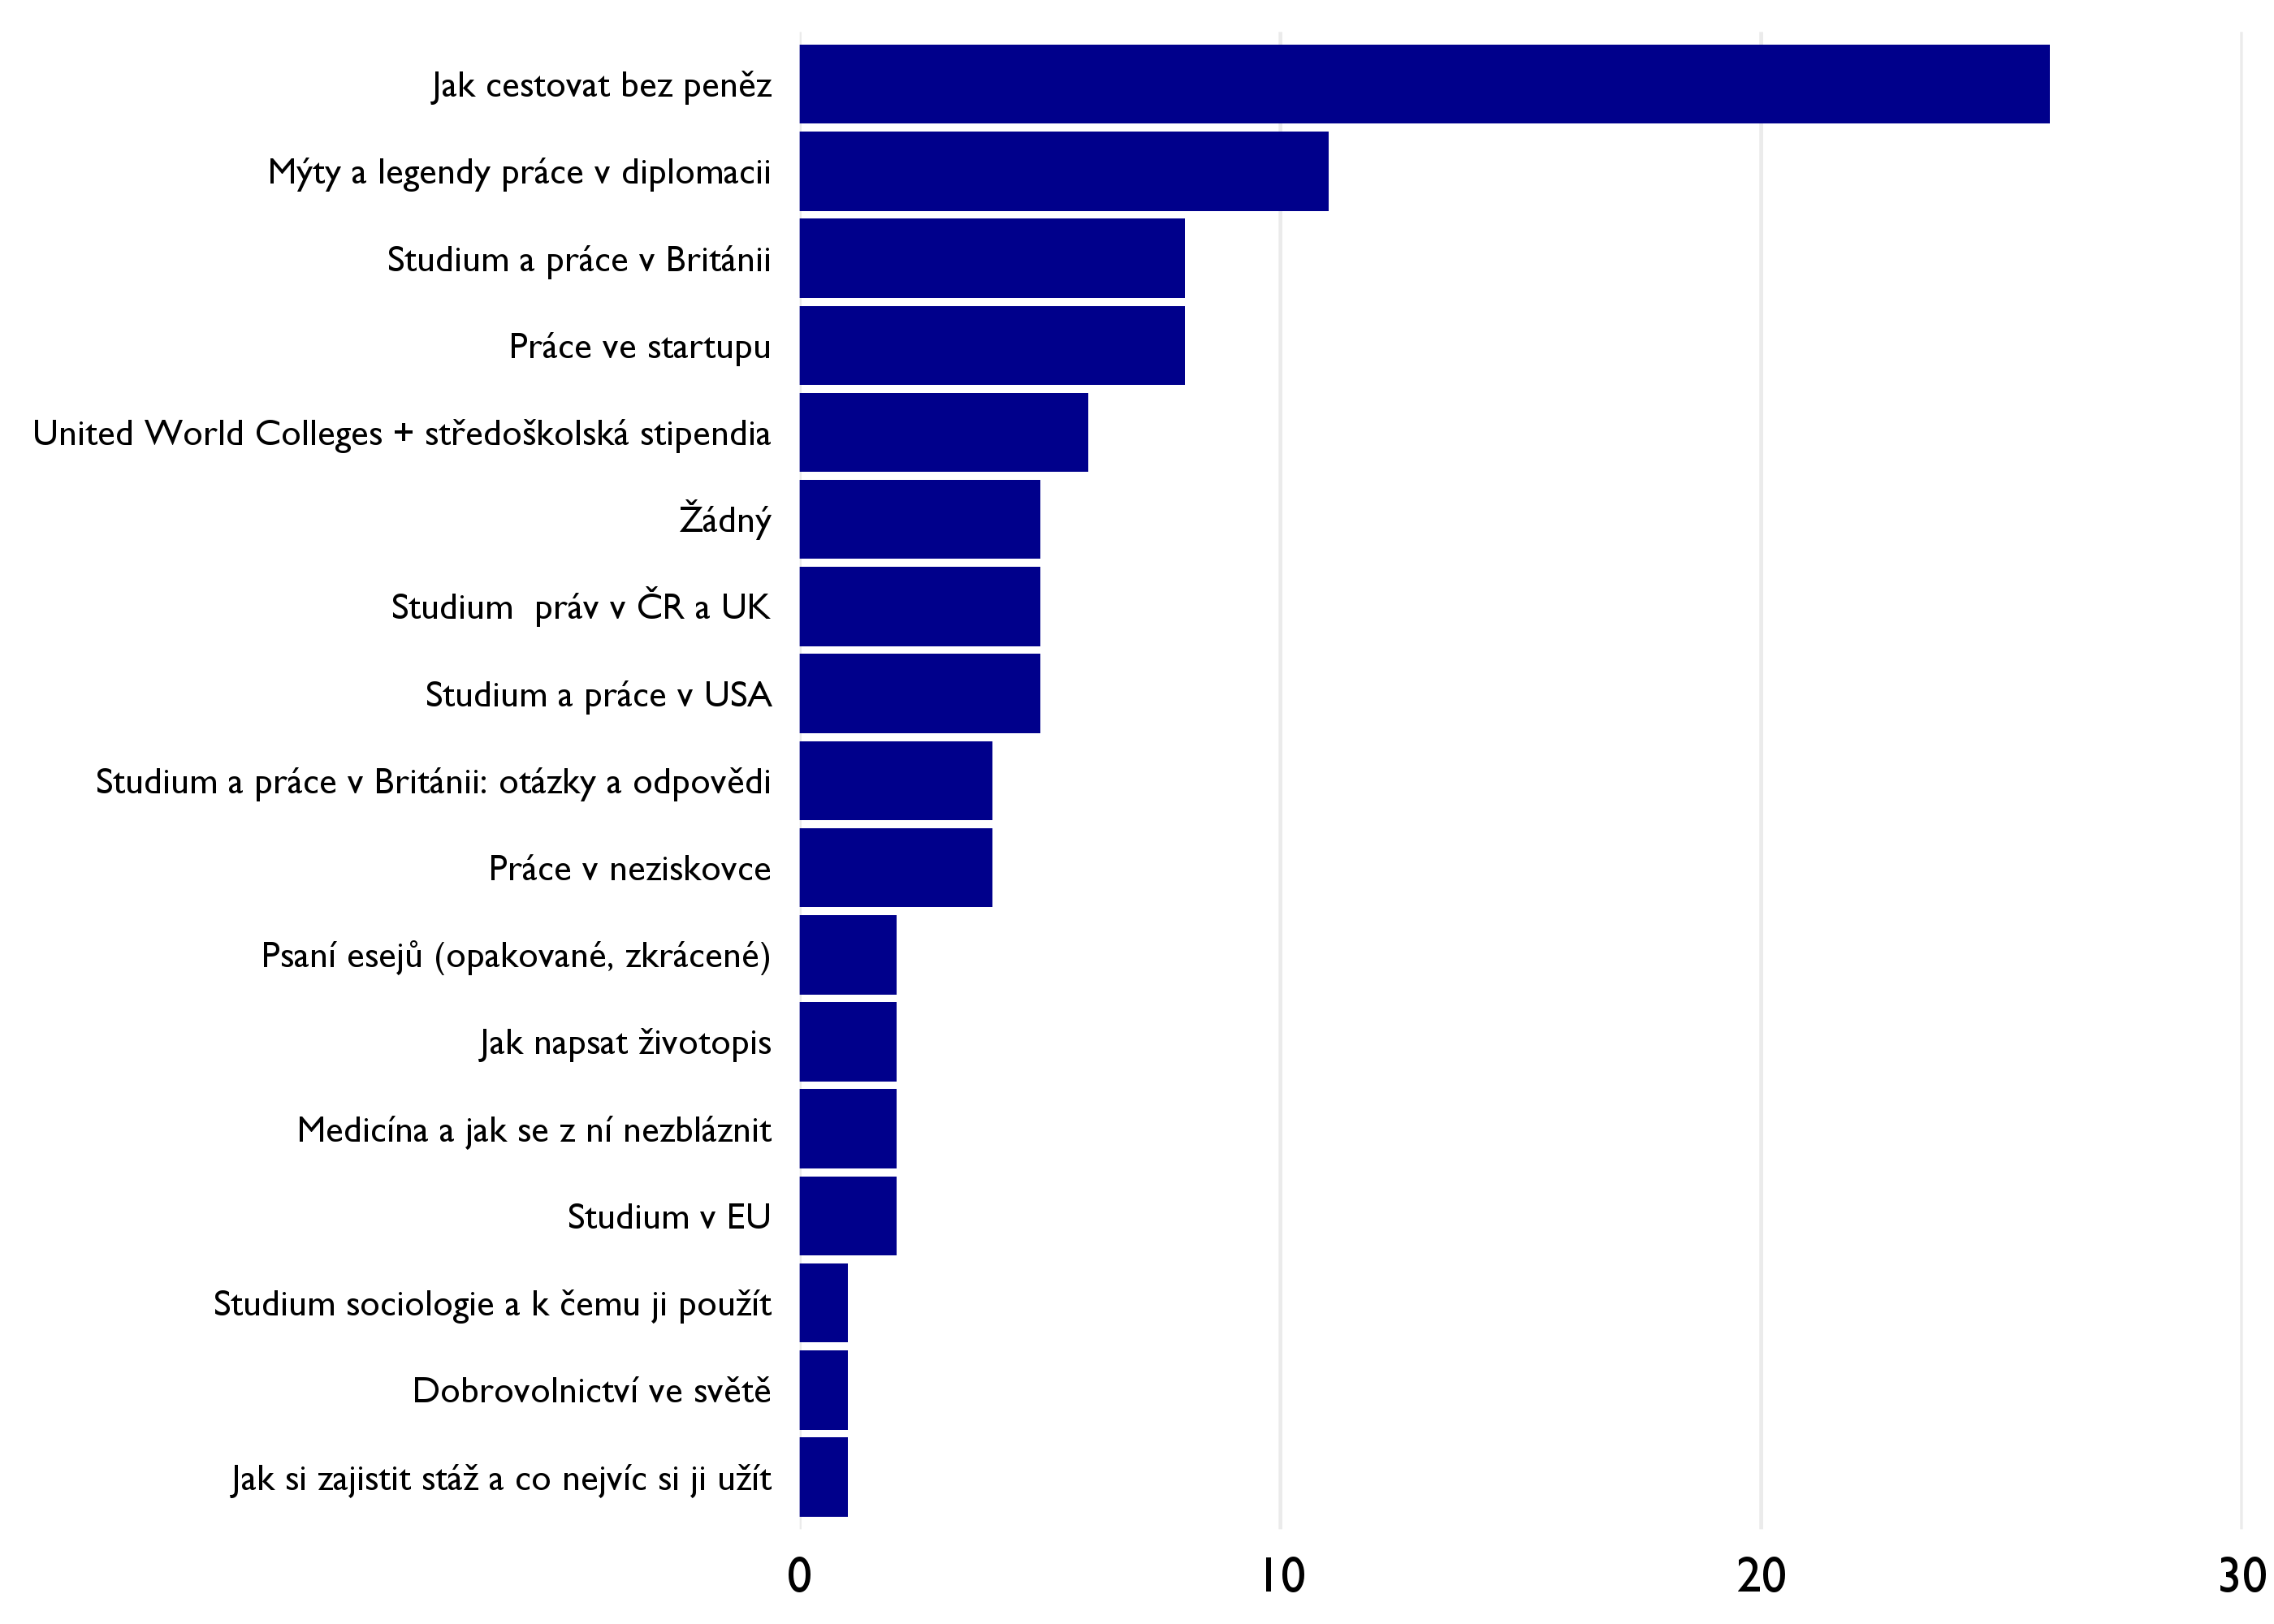 Jak cestovat bez peněz
Mýty a legendy práce v diplomacii
Studium a práce v Británii
Práce ve startupu
United World Colleges + středoškolská stipendia
Žádný
Studium  práv v ČR a UK
Studium a práce v USA
Studium a práce v Británii: otázky a odpovědi
Práce v neziskovce
Psaní esejů (opakované, zkrácené)
Jak napsat životopis
Medicína a jak se z ní nezbláznit
Studium v EU
Studium sociologie a k čemu ji použít
Dobrovolnictví ve světě
Jak si zajistit stáž a co nejvíc si ji užít
0 10 20 30